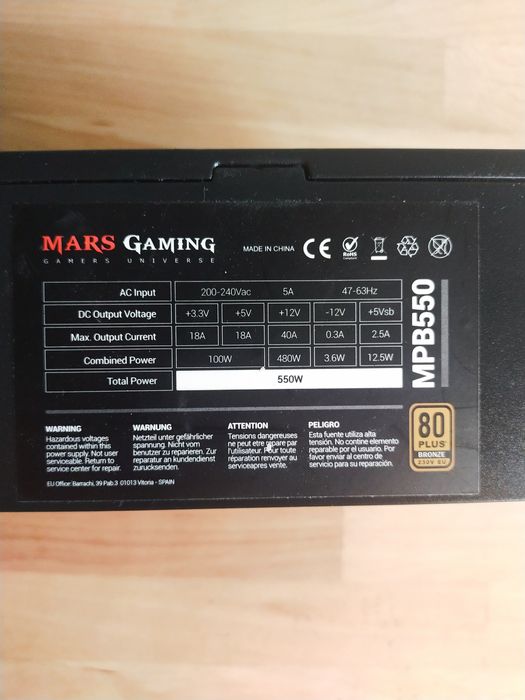 MARS GAMING
GAMERS UNIVERSE
MADE IN CHINA
CE
RoHS
Compliant
AC Input 200-240Vac 5A 47-63Hz
DC Output Voltage +3.3V +5V +12V -12V +5Vsb
Max. Output Current 18A 18A 40A 0.3A 2.5A
Combined Power 100W 480W 3.6W 12.5W
Total Power 550W
MPB550
WARNING
Hazardous voltages
contained within this
power supply. Not user
serviceable. Return to
service center for repair.
WARNUNG
Netzteil unter gefährlicher
spannung. Nicht vom
benutzer zu reparieren. Zur
reparatur an kundendienst
zurucksenden.
ATTENTION
Tensions dangereuses
ne peut etre repare par
l'utilisateur. Pour toute
réparation renvoyer au
serviceapres vente.
PELIGRO
Esta fuente utiliza alta
tensión. No contine elemento
reparable por el usuario. Por
favor enviar al centro de
servicio para su reparación.
80
PLUS
BRONZE
230V EU
EU Office: Barrachi, 39 Pab.3 01013 Vitoria - SPAIN